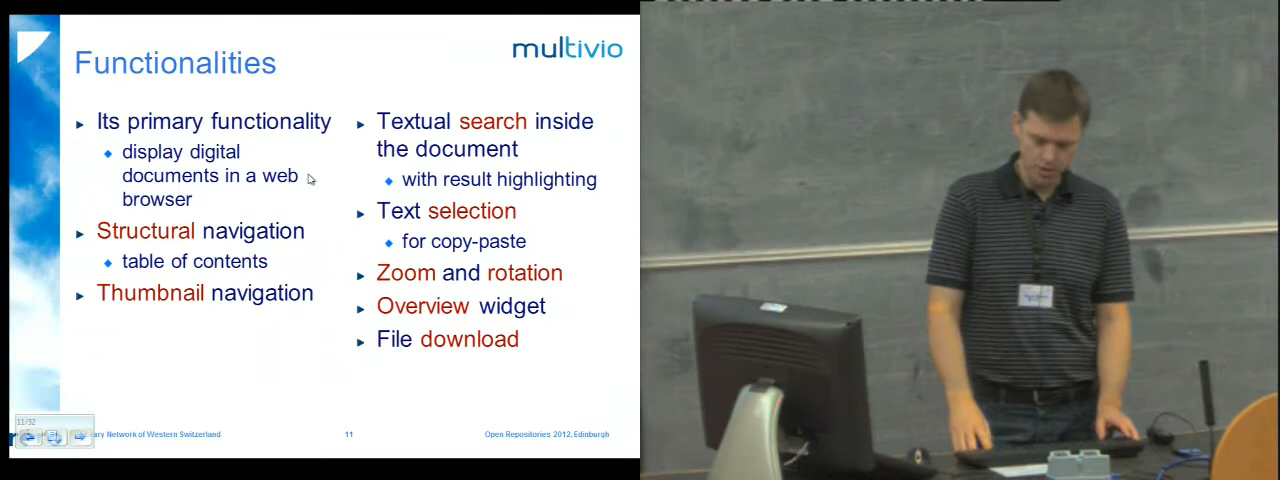 Functionalities
multivio
Its primary functionality
display digital
documents in a web
browser
Structural navigation
table of contents
Thumbnail navigation
Textual search inside
the document
with result highlighting
Text selection
for copy-paste
Zoom and rotation
Overview widget
File download
11/32
Network of Western Switzerland
11
Open Repositories 2012, Edinburgh